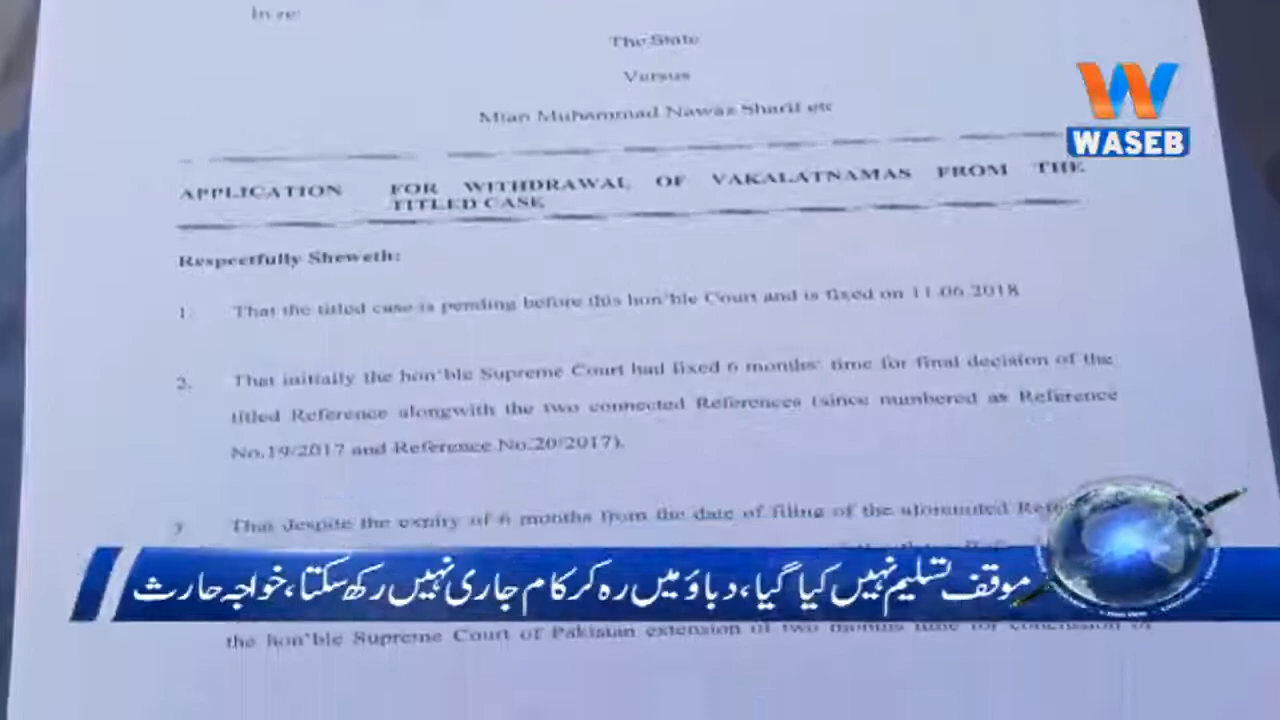 In re:
The State
Versus
Mian Muhammad Nawaz Sharif etc
W
WASEB
APPLICATION FOR WITHDRAWAL OF VAKALATNAMAS FROM THE
TITLED CASE
Respectfully Sheweth:
1. That the titled case is pending before this hon'ble Court and is fixed on 11.06.2018
2. That initially the hon'ble Supreme Court had fixed 6 months' time for final decision of the
titled Reference alongwith the two connected References (since numbered as Reference
No.19/2017 and Reference No.20/2017).
3. That despite the expiry of 6 months from the date of filing of the
موقف تسلیم نہیں کیا گیا، دباؤ میں رہ کر کام جاری نہیں رکھ سکتا، خواجہ حارث
the hon'ble Supreme Court of Pakistan extension of two months time for conclusion of